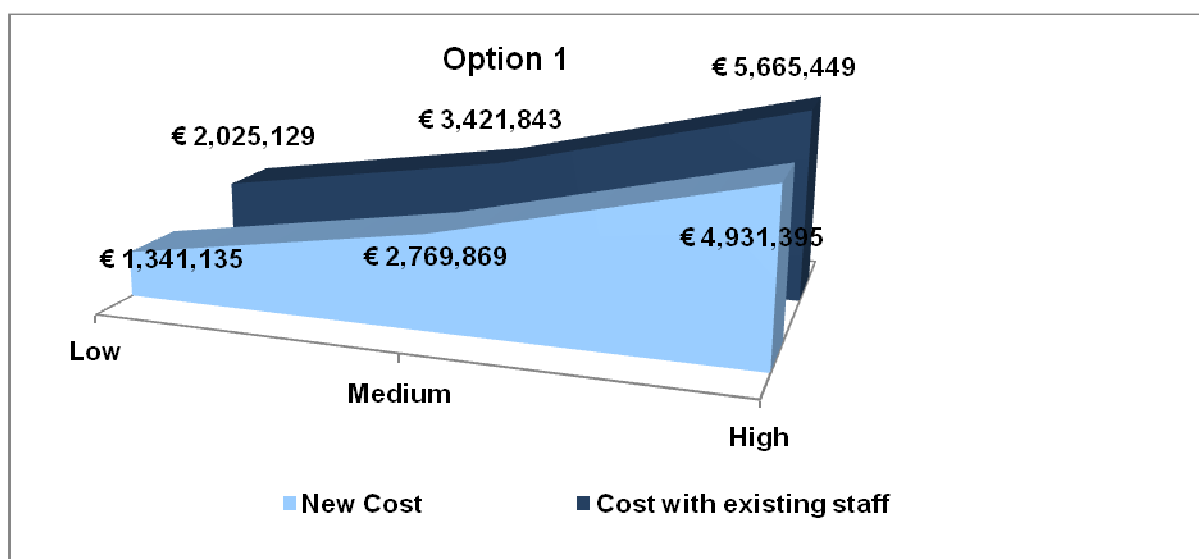 Option 1
€ 5,665,449
€ 3,421,843
€ 2,025,129
€ 4,931,395
€ 2,769,869
€ 1,341,135
Low
Medium
High
New Cost
Cost with existing staff